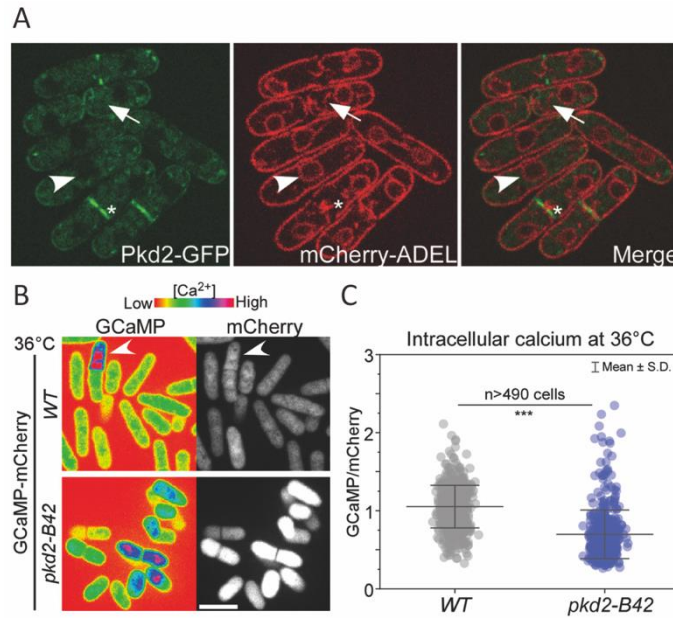 A
*
*
*
Pkd2-GFP
mCherry-ADEL
Merge
B
[Ca²⁺]
Low
High
GCaMP
mCherry
36°C
WT
GCaMP-mCherry
pkd2-B42
C
Intracellular calcium at 36°C
Mean ± S.D.
n>490 cells
***
GCaMP/mCherry
3
2
1
0
WT
pkd2-B42